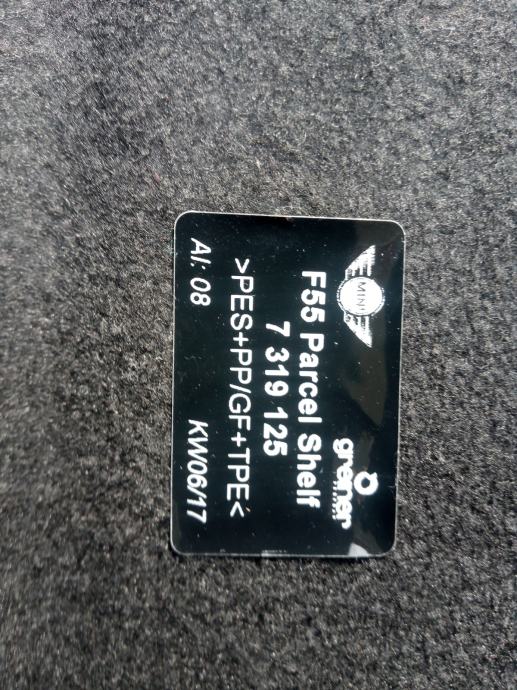 MINI
greiner
F55 Parcel Shelf
7 319 125
>PES+PP/GF+TPE<
AI: 08 KW06/17